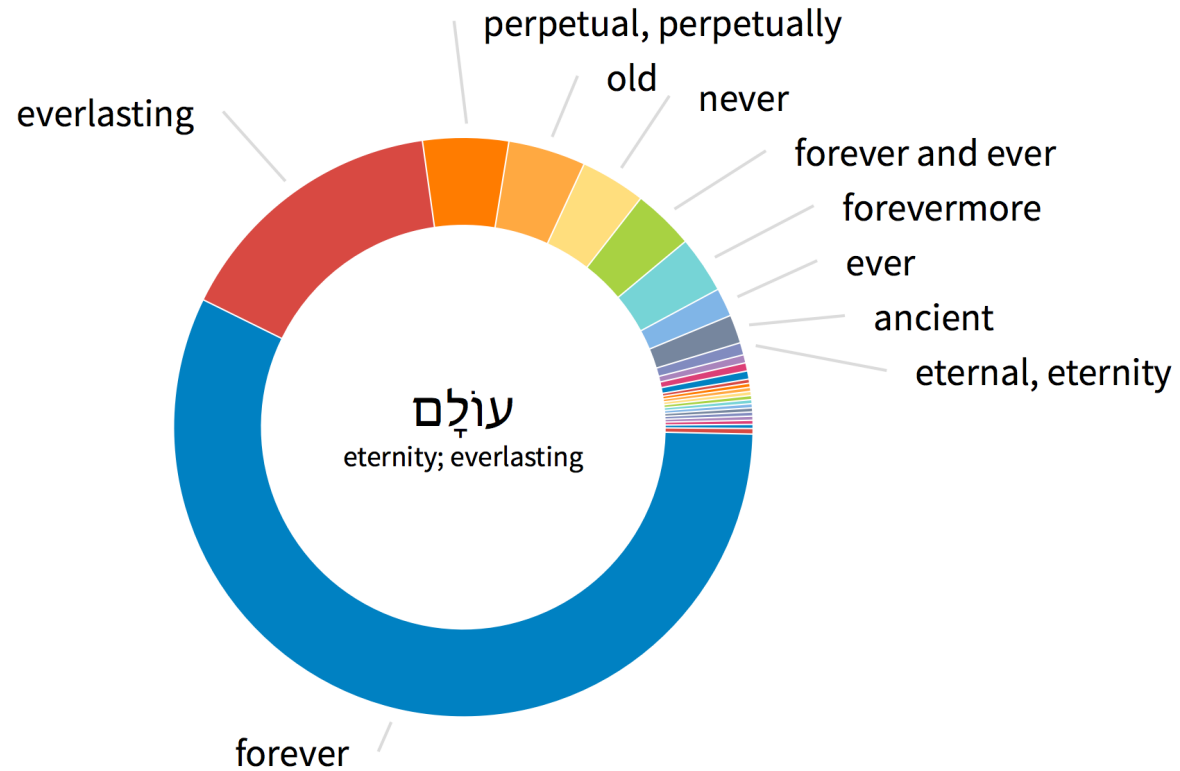 perpetual, perpetually
old
never
everlasting
forever and ever
forevermore
ever
ancient
eternal, eternity
עוֹלָם
eternity; everlasting
forever